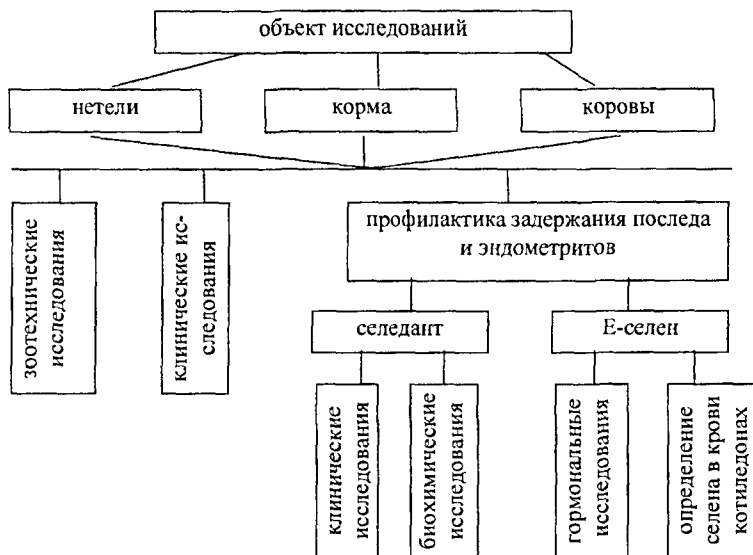 объект исследований
нетели
корма
коровы
зоотехнические
исследования
клинические ис-
следования
профилактика задержания последа
и эндометритов
селедант
Е-селен
клинические
исследования
биохимические
исследования
гормональные
исследования
определение
селена в крови
котиледонах